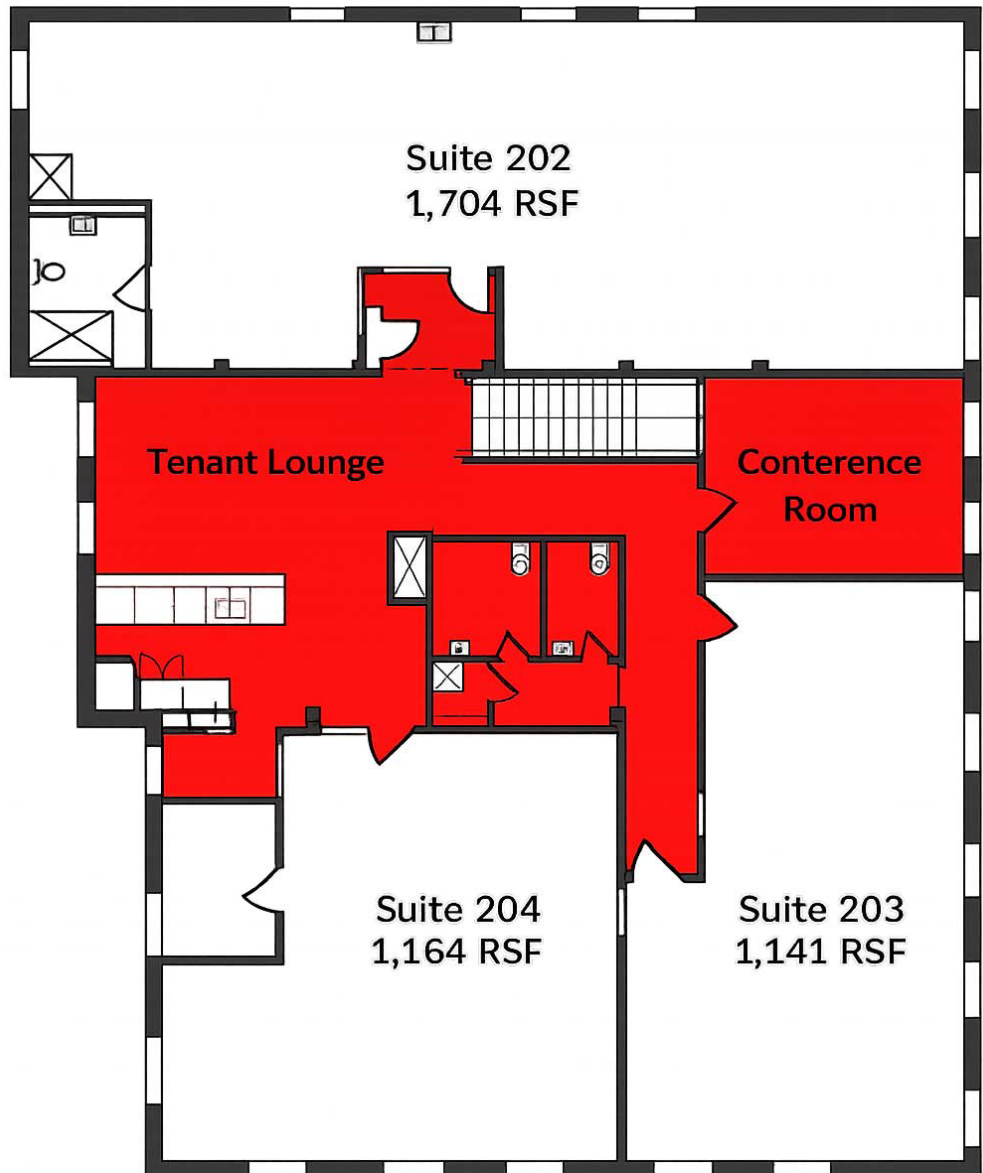 Suite 202
1,704 RSF
Tenant Lounge
Conterence
Room
Suite 204
1,164 RSF
Suite 203
1,141 RSF